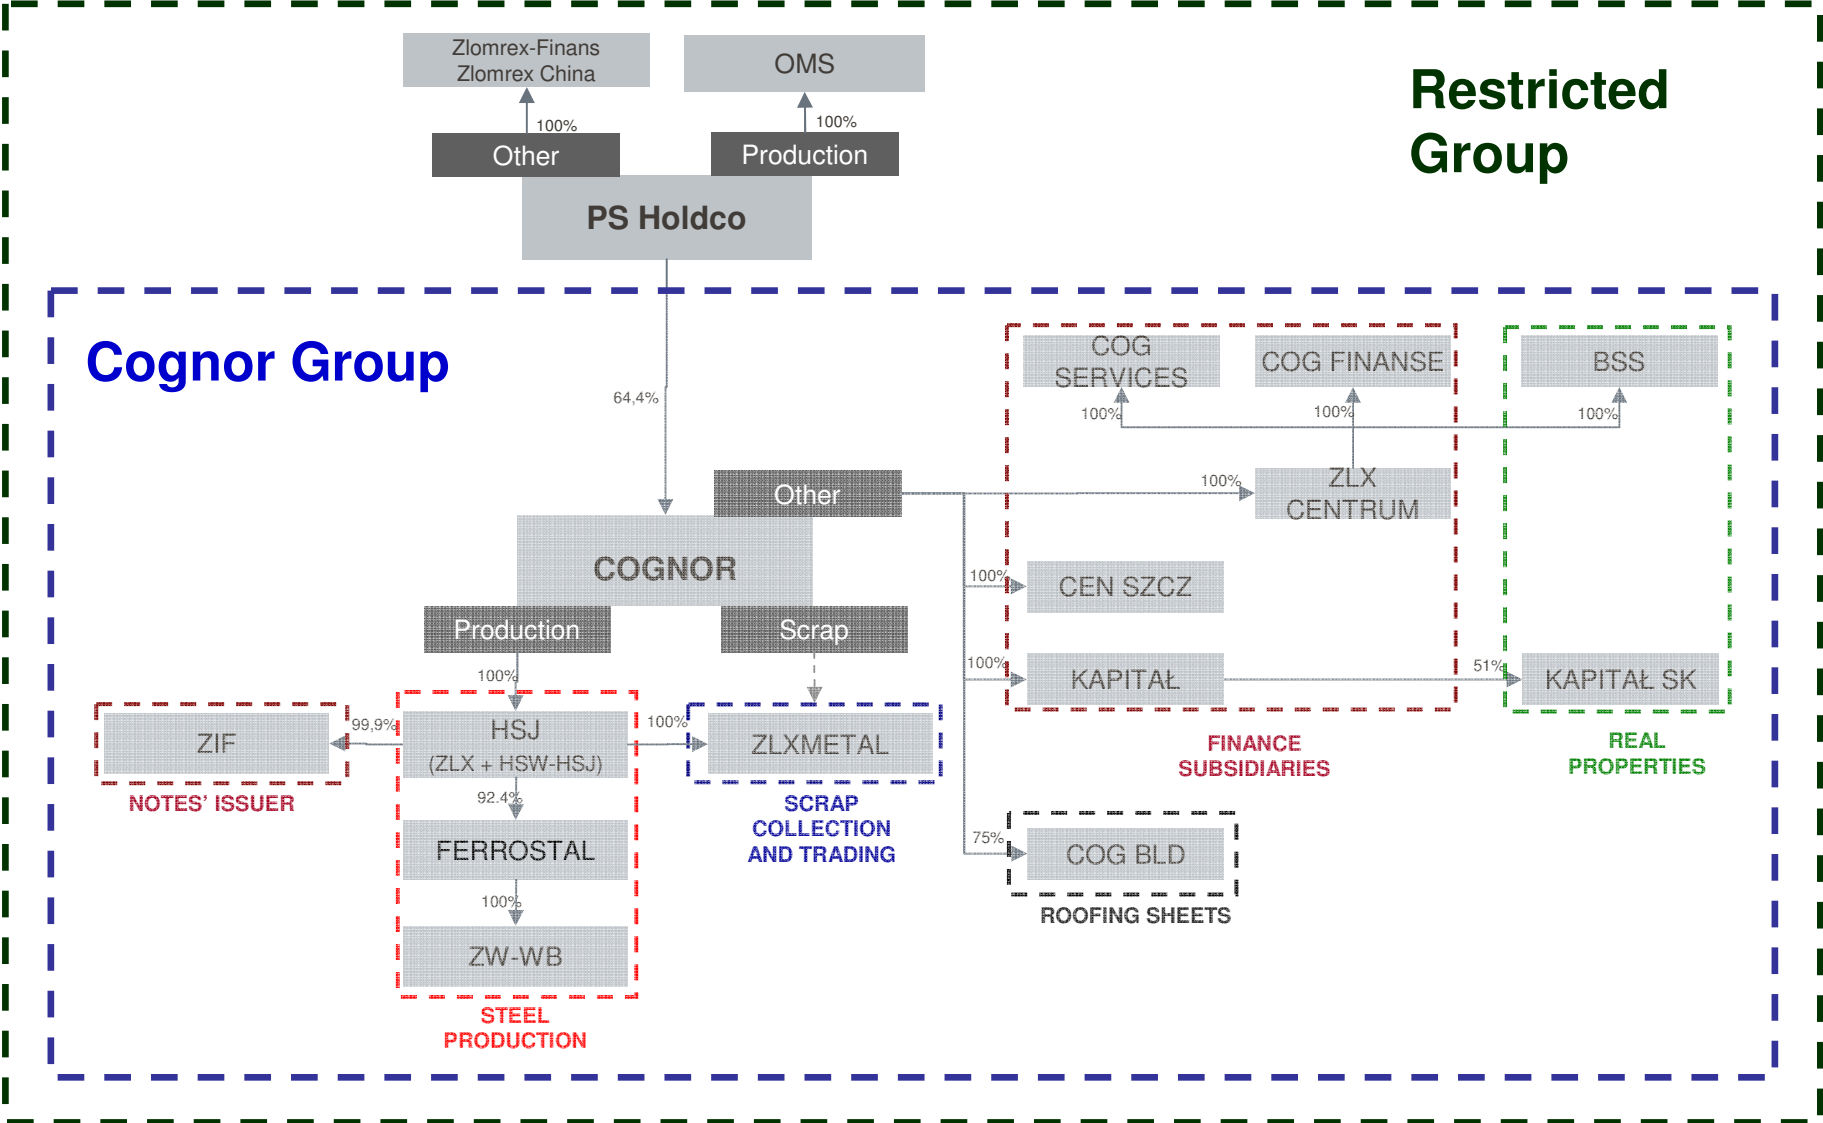 Zlomrex-Finans
Zlomrex China
OMS
100%
100%
Other
Production
PS Holdco
Restricted
Group
Cognor Group
64,4%
COG
SERVICES
COG FINANSE
BSS
100%
100%
100%
Other
100%
ZLX
CENTRUM
COGNOR
100%
CEN SZCZ
Production
Scrap
100%
100%
KAPITAŁ
51%
KAPITAŁ SK
ZIF
99,9%
HSJ
(ZLX + HSW-HSJ)
100%
ZLXMETAL
FINANCE
SUBSIDIARIES
REAL
PROPERTIES
NOTES' ISSUER
92.4%
SCRAP
COLLECTION
AND TRADING
FERROSTAL
75%
COG BLD
100%
ROOFING SHEETS
ZW-WB
STEEL
PRODUCTION